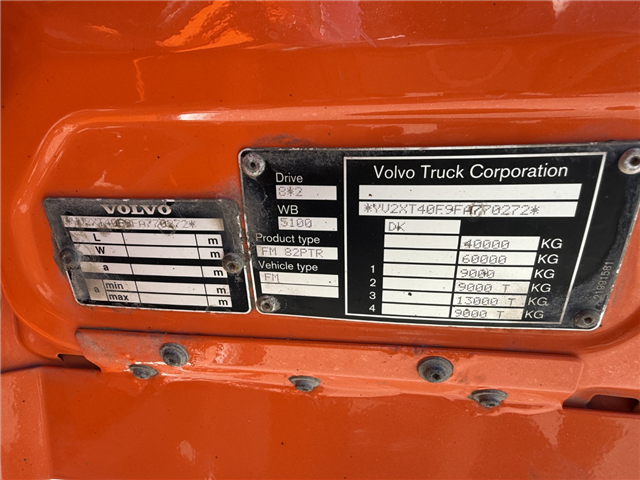 VOLVO
L m
W m
a m
a min m
max m
Drive
8*2
WB
5100
Product type
FM 82PTR
Vehicle type
FM
Volvo Truck Corporation
*YV2XT40F9FA770272*
DK
40000 KG
60000 KG
1 9000 KG
2 9000 T KG
3 13000 T KG
4 9000 T KG